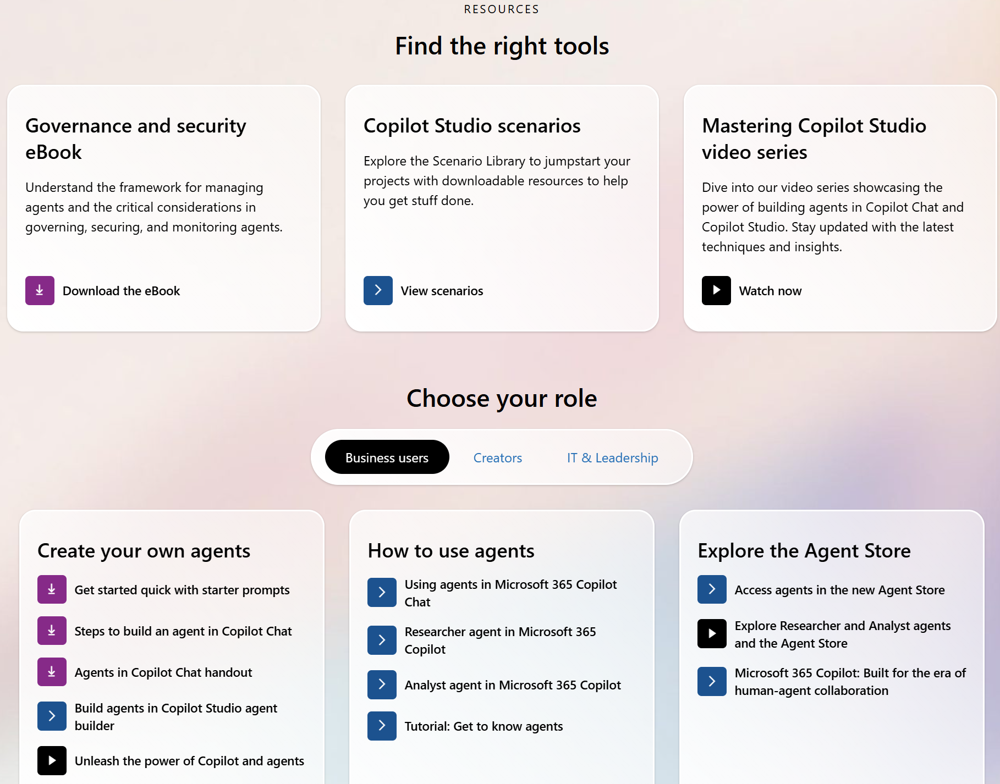 RESOURCES
Find the right tools
Governance and security
eBook
Understand the framework for managing
agents and the critical considerations in
governing, securing, and monitoring agents.
Download the eBook
Copilot Studio scenarios
Explore the Scenario Library to jumpstart your
projects with downloadable resources to help
you get stuff done.
View scenarios
Mastering Copilot Studio
video series
Dive into our video series showcasing the
power of building agents in Copilot Chat and
Copilot Studio. Stay updated with the latest
techniques and insights.
Watch now
Choose your role
Business users
Creators
IT & Leadership
Create your own agents
Get started quick with starter prompts
Steps to build an agent in Copilot Chat
Agents in Copilot Chat handout
Build agents in Copilot Studio agent
builder
Unleash the power of Copilot and agents
How to use agents
Using agents in Microsoft 365 Copilot
Chat
Researcher agent in Microsoft 365
Copilot
Analyst agent in Microsoft 365 Copilot
Tutorial: Get to know agents
Explore the Agent Store
Access agents in the new Agent Store
Explore Researcher and Analyst agents
and the Agent Store
Microsoft 365 Copilot: Built for the era of
human-agent collaboration